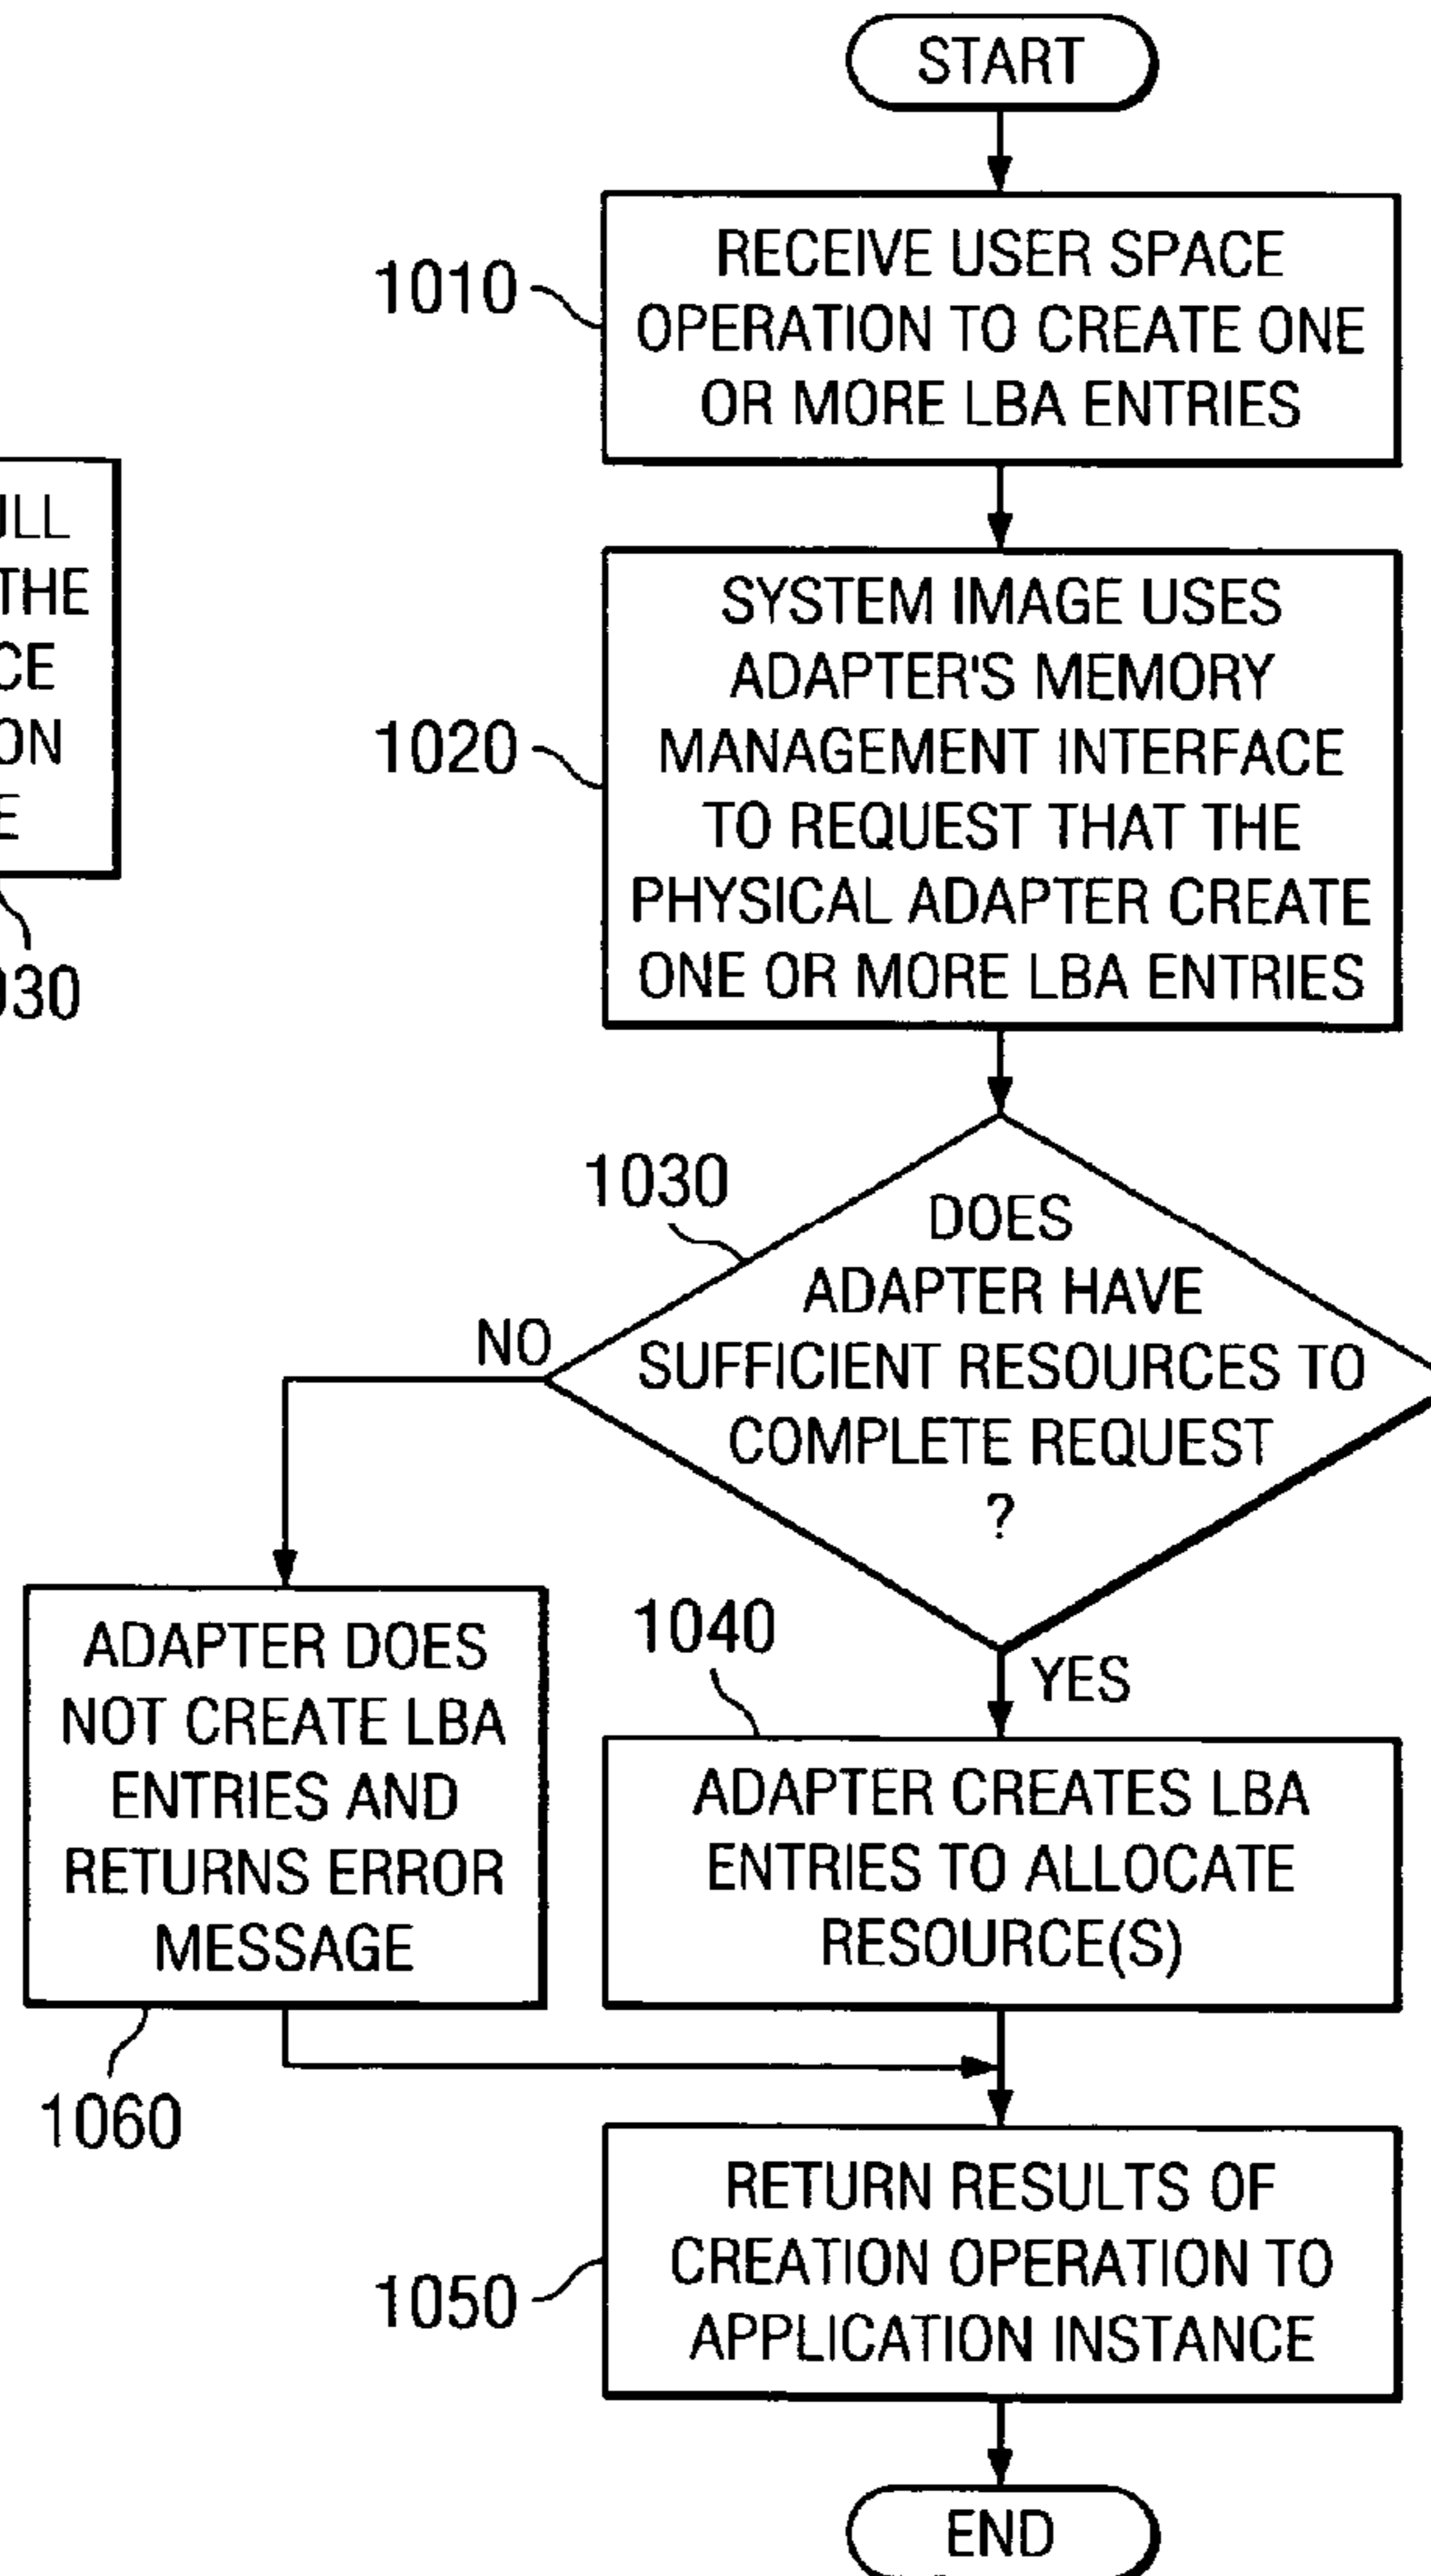 START
1010
RECEIVE USER SPACE
OPERATION TO CREATE ONE
OR MORE LBA ENTRIES
THE
ON
1020
SYSTEM IMAGE USES
ADAPTER'S MEMORY
MANAGEMENT INTERFACE
TO REQUEST THAT THE
PHYSICAL ADAPTER CREATE
ONE OR MORE LBA ENTRIES
1030
DOES
ADAPTER HAVE
SUFFICIENT RESOURCES TO
COMPLETE REQUEST
?
NO
YES
ADAPTER DOES
NOT CREATE LBA
ENTRIES AND
RETURNS ERROR
MESSAGE
1060
1040
ADAPTER CREATES LBA
ENTRIES TO ALLOCATE
RESOURCE(S)
1050
RETURN RESULTS OF
CREATION OPERATION TO
APPLICATION INSTANCE
END